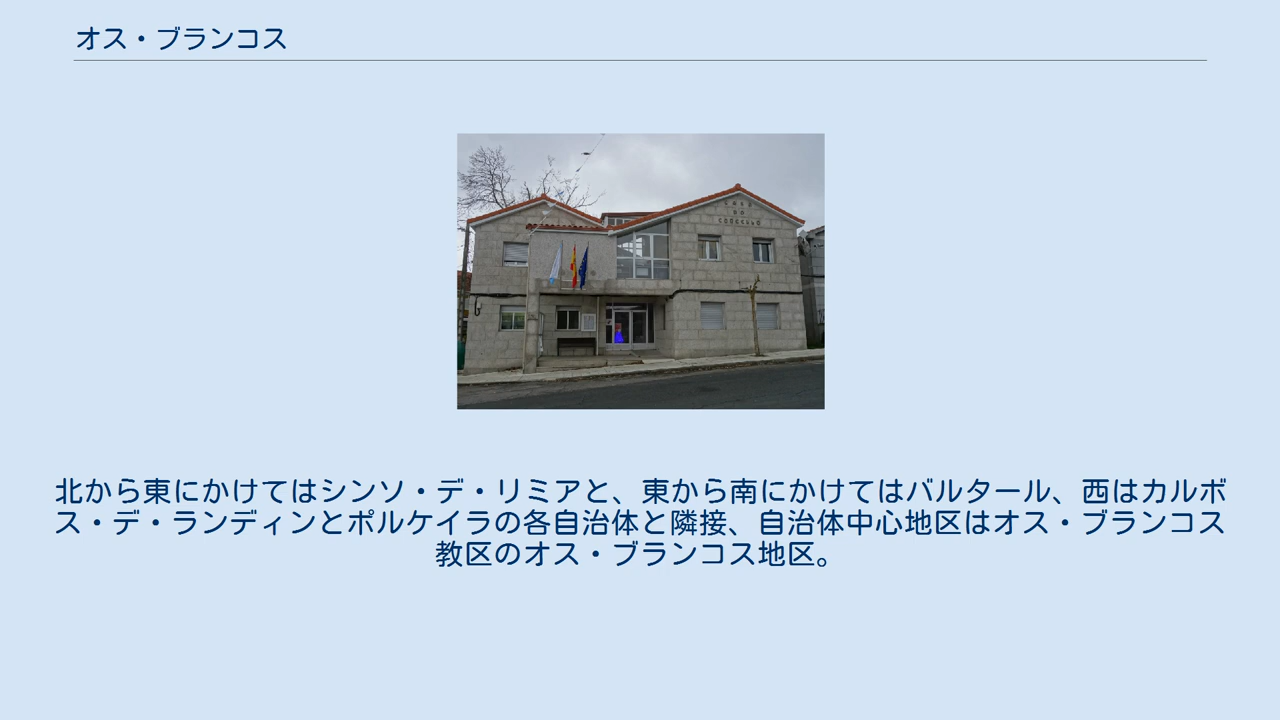 オス・ブランコス
CASA
DO
CONCELLO
北から東にかけてはシンソ・デ・リミアと、東から南にかけてはバルタール、西はカルボ
ス・デ・ランディンとポルケイラの各自治体と隣接、自治体中心地区はオス・ブランコス
教区のオス・ブランコス地区。